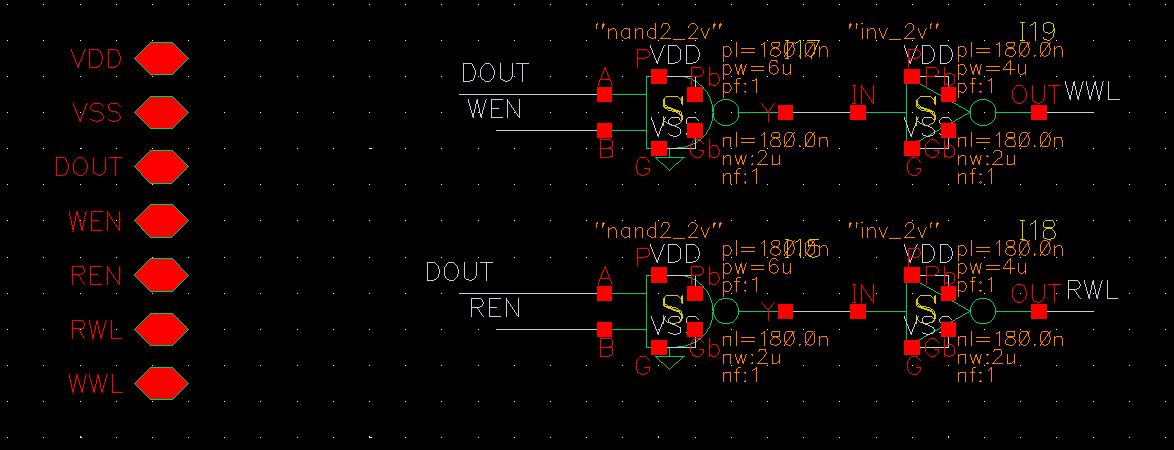 VDD
VSS
DOUT
WEN
REN
RWL
WWL
"nand2_2v"
I17
P
VDD
pl=180.0n
pw=6u
pf:1
DOUT
A
Pb
WEN
S
Y
VSS
B
Gb
G
nl=180.0n
nw:2u
nf:1
"inv_2v"
I19
P
VDD
pl=180.0n
pw=4u
pf:1
Pb
IN
OUT
WWL
S
VSS
Gb
G
nl=180.0n
nw:2u
nf:1
"nand2_2v"
P
VDD
pl=180.0n
pw=6u
pf:1
DOUT
A
Pb
REN
S
Y
VSS
B
Gb
G
nl=180.0n
nw:2u
nf:1
"inv_2v"
I18
P
VDD
pl=180.0n
pw=4u
pf:1
Pb
IN
OUT
RWL
S
VSS
Gb
G
nl=180.0n
nw:2u
nf:1